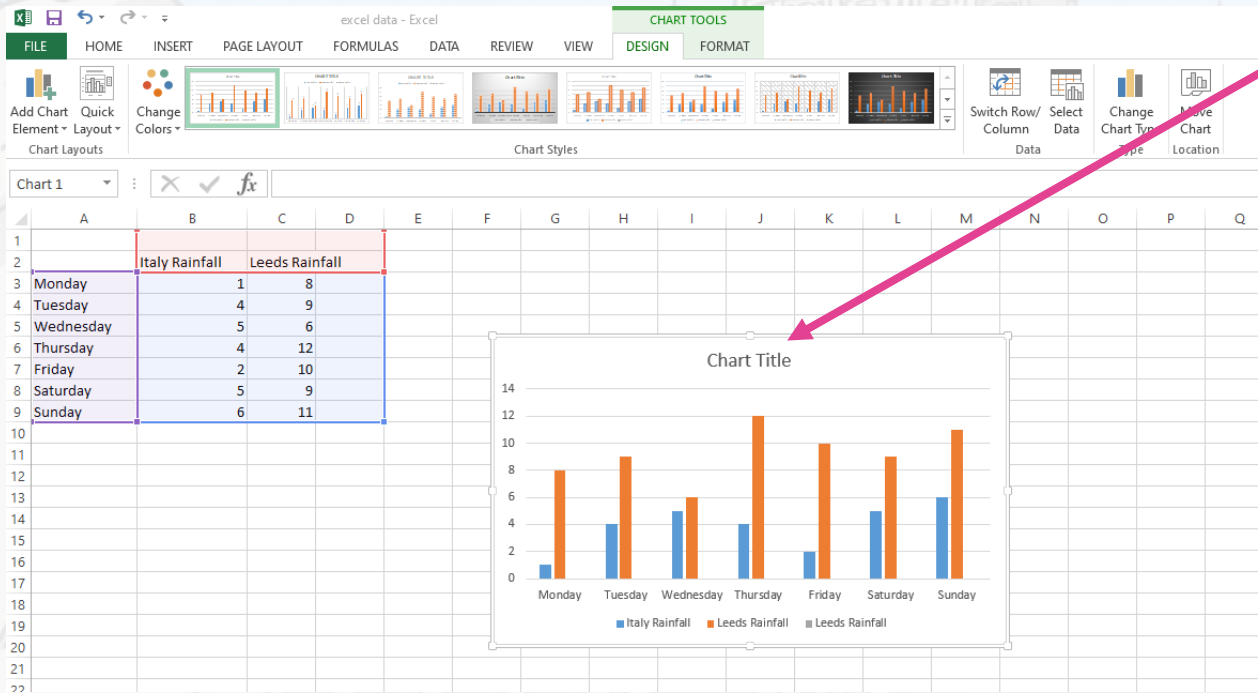 excel data - Excel
CHART TOOLS
FILE HOME INSERT PAGE LAYOUT FORMULAS DATA REVIEW VIEW DESIGN FORMAT
Add Chart Element
Quick Layout
Change Colors
Switch Row/ Column
Select Data
Change Chart Type
Move Chart
Chart Layouts
Chart Styles
Data
Type
Location
Chart 1
fx
A B C D E F G H I J K L M N O P Q
1
2 Italy Rainfall Leeds Rainfall
3 Monday 1 8
4 Tuesday 4 9
5 Wednesday 5 6
6 Thursday 4 12
7 Friday 2 10
8 Saturday 5 9
9 Sunday 6 11
10
11
12
13
14
15
16
17
18
19
20
21
22
Chart Title
14
12
10
8
6
4
2
0
Monday Tuesday Wednesday Thursday Friday Saturday Sunday
Italy Rainfall Leeds Rainfall Leeds Rainfall